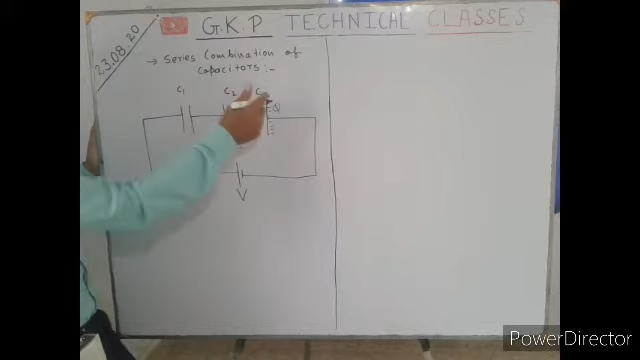 23.08.20
G.K.P TECHNICAL CLASSES
→ Series Combination of
Capacitors:-
C₁ C₂ C
Q
V
PowerDirector